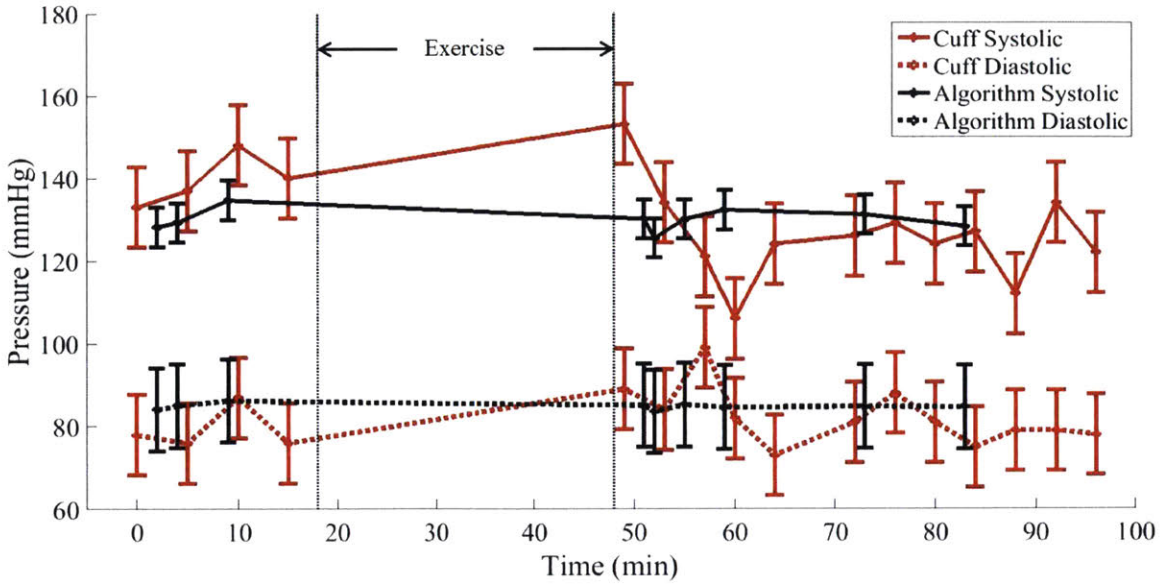 180
160
140
120
100
80
60
Pressure (mmHg)
Exercise
Cuff Systolic
Cuff Diastolic
Algorithm Systolic
Algorithm Diastolic
0 10 20 30 40 50 60 70 80 90 100
Time (min)